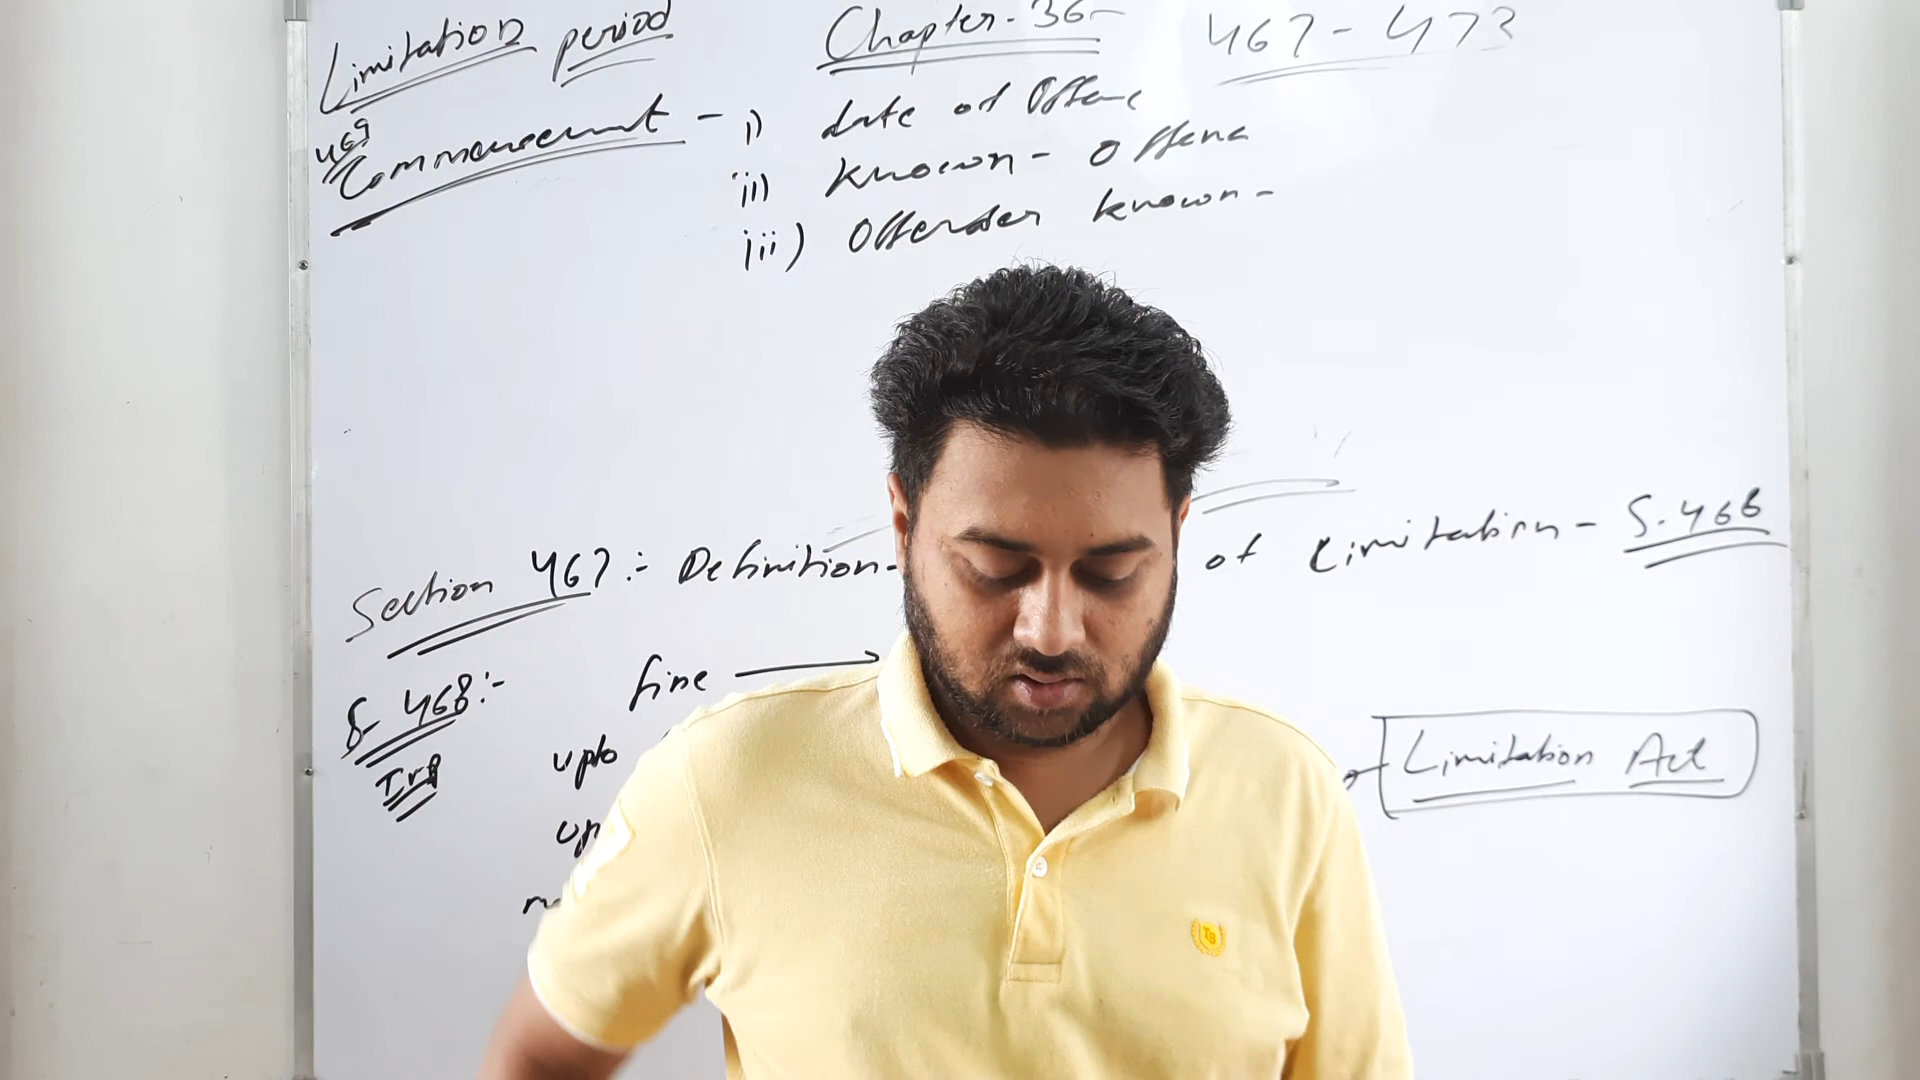 Limitation period Chapter-36- 467-473
469
Commencement - i) date of Offence
ii) known - Offence
iii) Offender known -
Section 467:- Definition- of Limitation - S.468
S- 468:- fine →
Imp upto
Limitation Act
TS